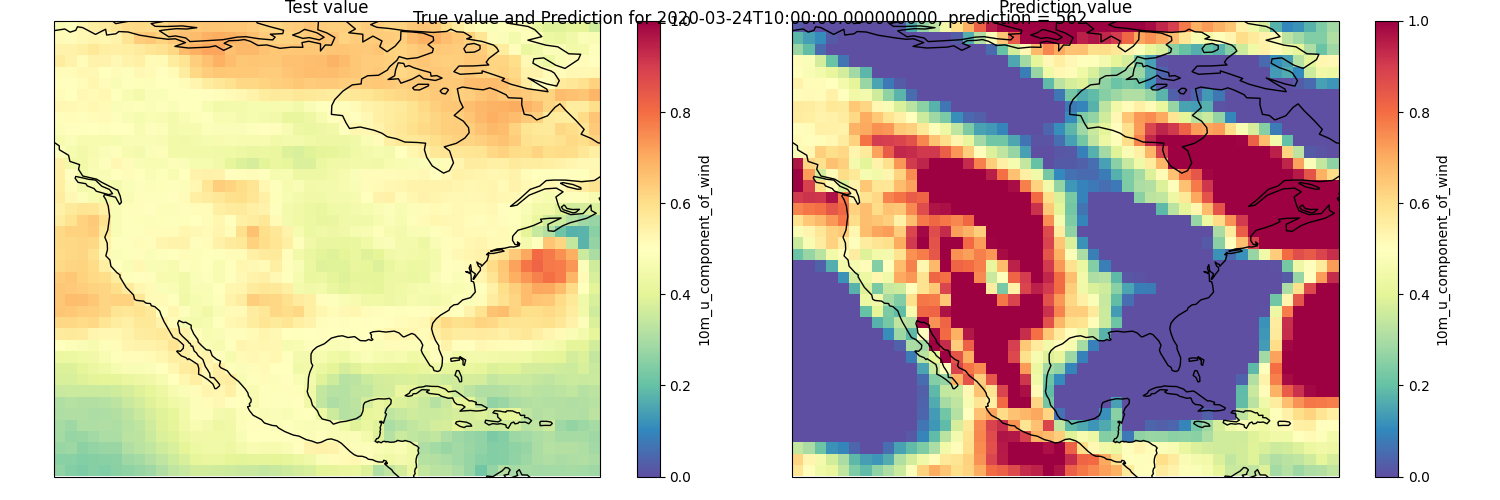 Test value
Prediction value
True value and Prediction for 2020-03-24T10:00:00.000000000, prediction = 562
1.0
0.8
0.6
0.4
0.2
0.0
10m_u_component_of_wind
1.0
0.8
0.6
0.4
0.2
0.0
10m_u_component_of_wind